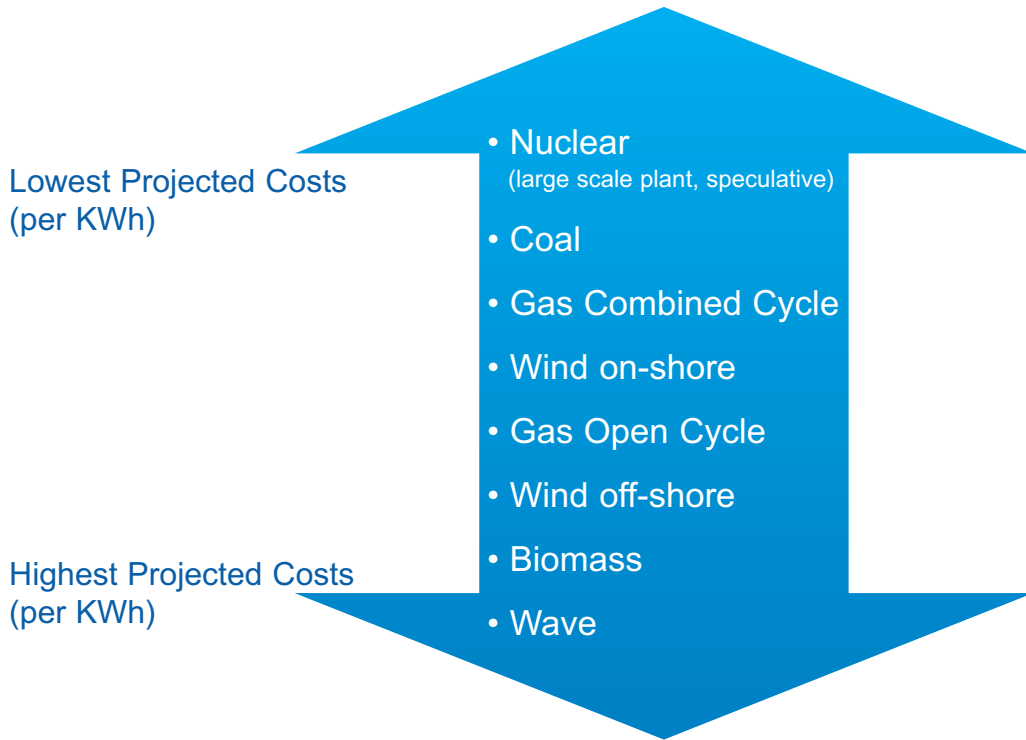 • Nuclear
(large scale plant, speculative)
Lowest Projected Costs
(per KWh)
• Coal
• Gas Combined Cycle
• Wind on-shore
• Gas Open Cycle
• Wind off-shore
• Biomass
Highest Projected Costs
(per KWh)
• Wave